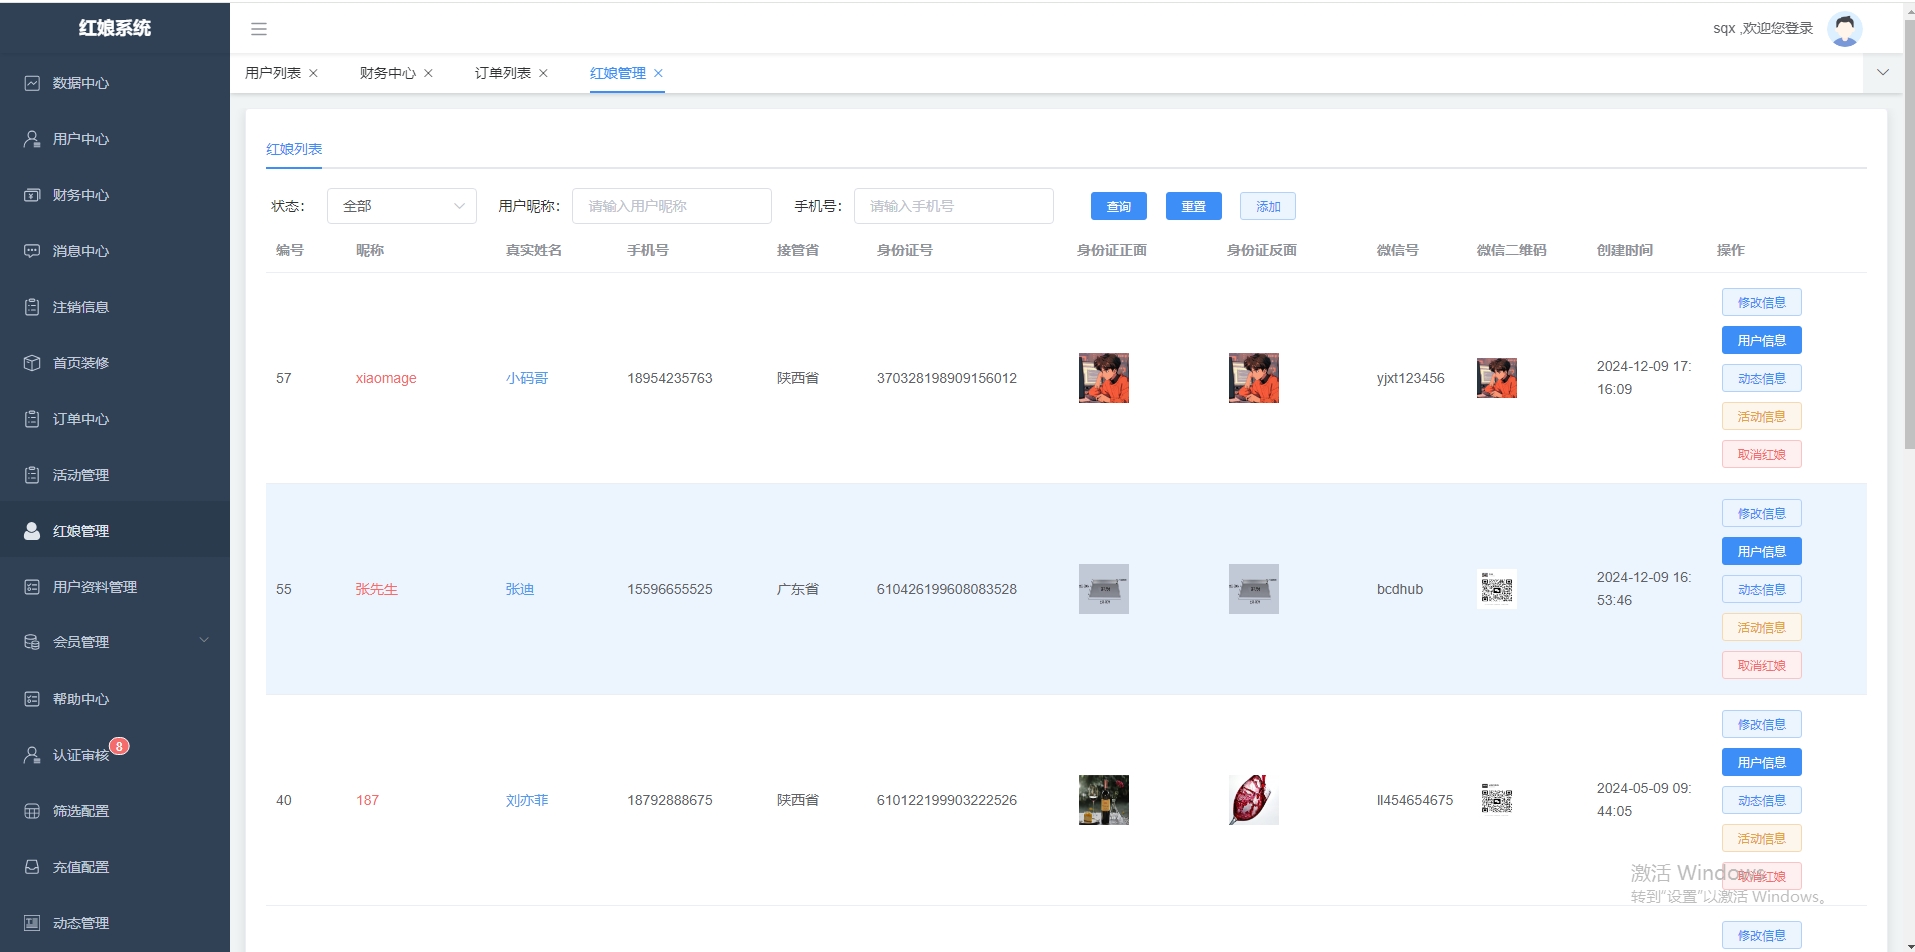 红娘系统
sqx ,欢迎您登录
用户列表
财务中心
订单列表
红娘管理
数据中心
用户中心
财务中心
消息中心
注销信息
首页装修
订单中心
活动管理
红娘管理
用户资料管理
会员管理
帮助中心
认证审核 8
筛选配置
充值配置
动态管理
红娘列表
状态: 全部 用户昵称: 请输入用户昵称 手机号: 请输入手机号 查询 重置 添加
编号 昵称 真实姓名 手机号 接管省 身份证号 身份证正面 身份证反面 微信号 微信二维码 创建时间 操作
57 xiaomage 小码哥 18954235763 陕西省 370328198909156012 yjxt123456 2024-12-09 17:
16:09
修改信息
用户信息
动态信息
活动信息
取消红娘
55 张先生 张迪 15596655525 广东省 610426199608083528 bcdhub 2024-12-09 16:
53:46
修改信息
用户信息
动态信息
活动信息
取消红娘
40 187 刘亦菲 18792888675 陕西省 610122199903222526 ll454654675 2024-05-09 09:
44:05
修改信息
用户信息
动态信息
活动信息
取消红娘
修改信息
激活 Windows
转到"设置"以激活 Windows。